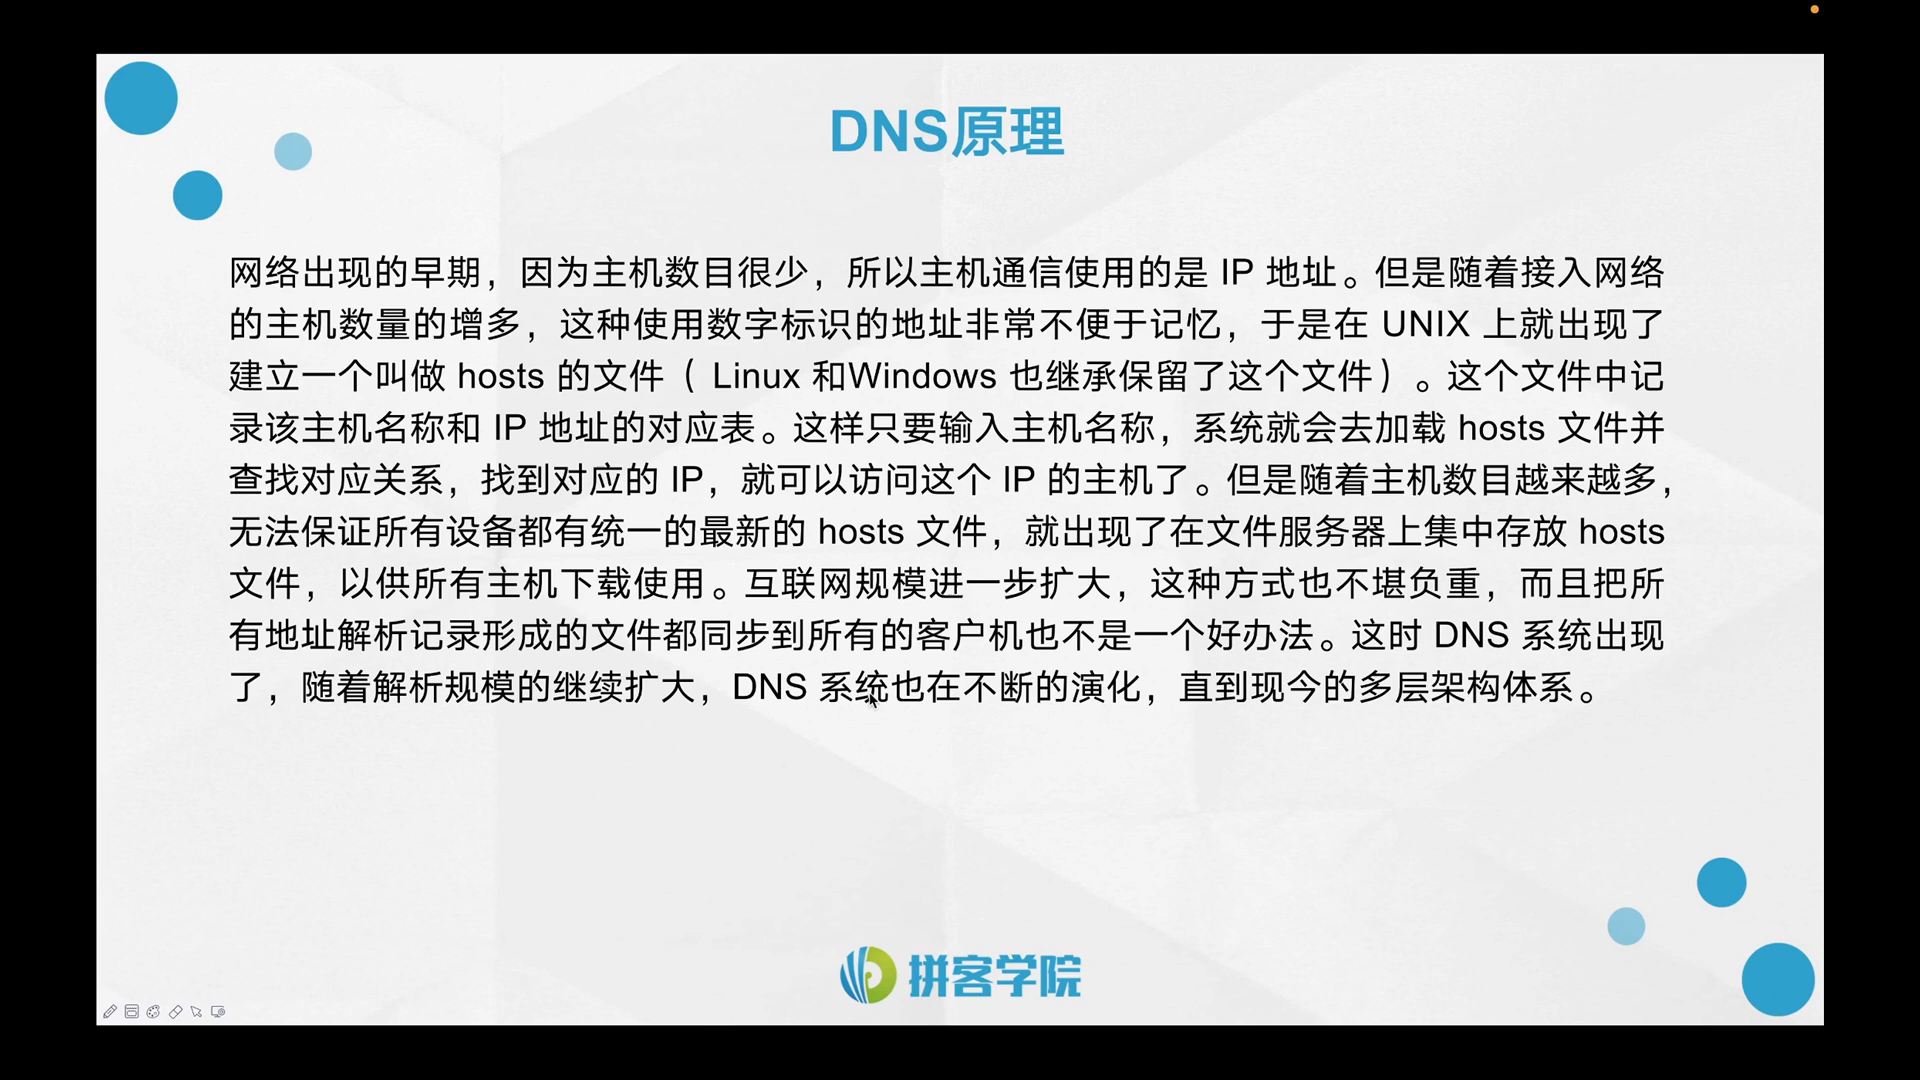 DNS原理
网络出现的早期，因为主机数目很少，所以主机通信使用的是 IP 地址。但是随着接入网络
的主机数量的增多，这种使用数字标识的地址非常不便于记忆，于是在 UNIX 上就出现了
建立一个叫做 hosts 的文件（ Linux 和Windows 也继承保留了这个文件）。这个文件中记
录该主机名称和 IP 地址的对应表。这样只要输入主机名称，系统就会去加载 hosts 文件并
查找对应关系，找到对应的 IP，就可以访问这个 IP 的主机了。但是随着主机数目越来越多，
无法保证所有设备都有统一的最新的 hosts 文件，就出现了在文件服务器上集中存放 hosts
文件，以供所有主机下载使用。互联网规模进一步扩大，这种方式也不堪负重，而且把所
有地址解析记录形成的文件都同步到所有的客户机也不是一个好办法。这时 DNS 系统出现
了，随着解析规模的继续扩大，DNS 系统也在不断的演化，直到现今的多层架构体系。
拼客学院